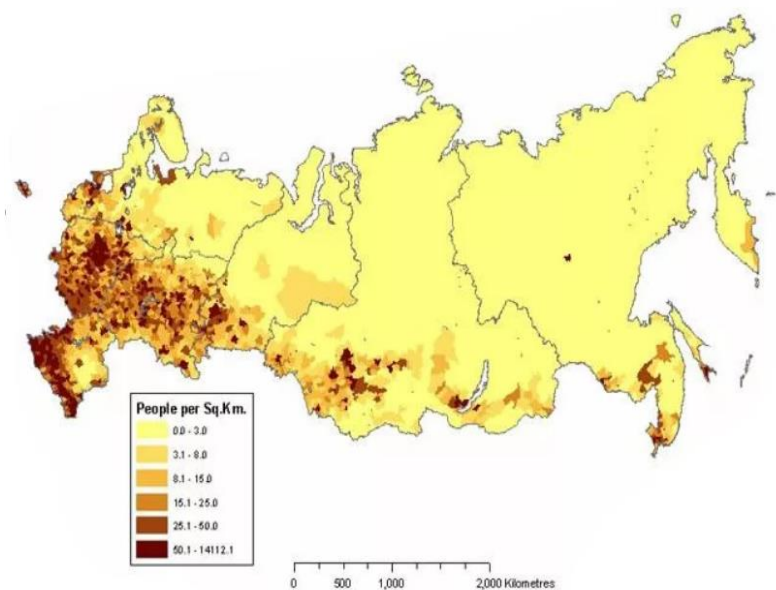 People per Sq.Km.
0.0 - 3.0
3.1 - 8.0
8.1 - 15.0
15.1 - 25.0
25.1 - 50.0
50.1 - 14112.1
0 500 1,000 2,000 Kilometres